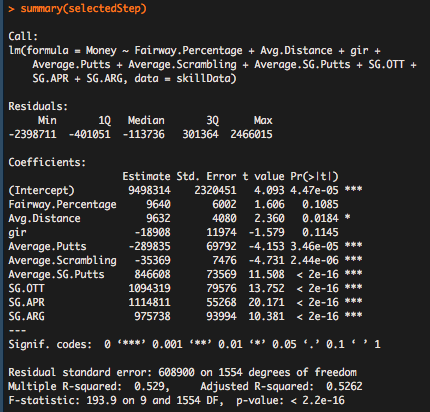 > summary(selectedStep)
Call:
lm(formula = Money ~ Fairway.Percentage + Avg.Distance + gir +
Average.Putts + Average.Scrambling + Average.SG.Putts + SG.OTT +
SG.APR + SG.ARG, data = skillData)
Residuals:
Min 1Q Median 3Q Max
-2398711 -401051 -113736 301364 2466015
Coefficients:
Estimate Std. Error t value Pr(>|t|)
(Intercept) 9498314 2320451 4.093 4.47e-05 ***
Fairway.Percentage 9640 6002 1.606 0.1085
Avg.Distance 9632 4080 2.360 0.0184 *
gir -18908 11974 -1.579 0.1145
Average.Putts -289835 69792 -4.153 3.46e-05 ***
Average.Scrambling -35369 7476 -4.731 2.44e-06 ***
Average.SG.Putts 846608 73569 11.508 < 2e-16 ***
SG.OTT 1094319 79576 13.752 < 2e-16 ***
SG.APR 1114811 55268 20.171 < 2e-16 ***
SG.ARG 975738 93994 10.381 < 2e-16 ***
---
Signif. codes: 0 ‘***’ 0.001 ‘**’ 0.01 ‘*’ 0.05 ‘.’ 0.1 ‘ ’ 1
Residual standard error: 608900 on 1554 degrees of freedom
Multiple R-squared: 0.529, Adjusted R-squared: 0.5262
F-statistic: 193.9 on 9 and 1554 DF, p-value: < 2.2e-16